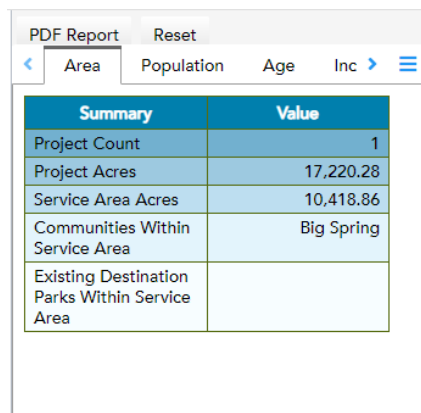 PDF Report Reset
Area Population Age Inc
Summary Value
Project Count 1
Project Acres 17,220.28
Service Area Acres 10,418.86
Communities Within Big Spring
Service Area
Existing Destination
Parks Within Service
Area